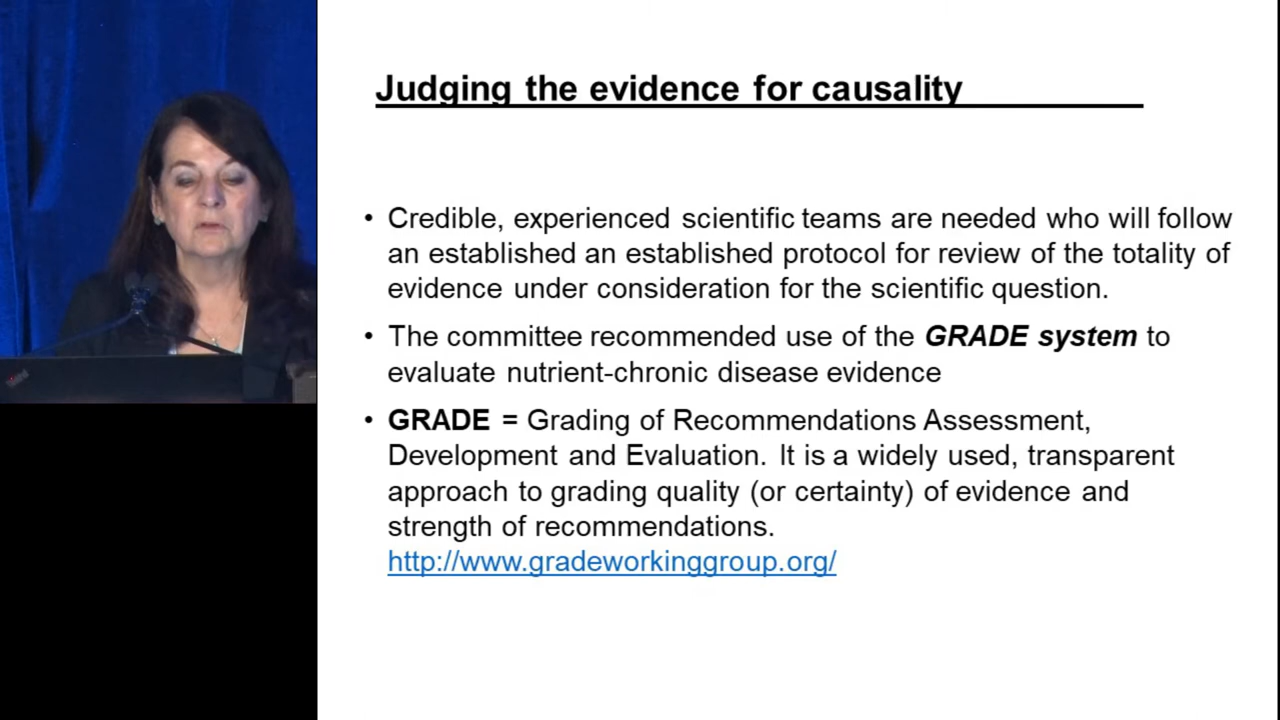 Judging the evidence for causality
• Credible, experienced scientific teams are needed who will follow
an established an established protocol for review of the totality of
evidence under consideration for the scientific question.
• The committee recommended use of the GRADE system to
evaluate nutrient-chronic disease evidence
• GRADE = Grading of Recommendations Assessment,
Development and Evaluation. It is a widely used, transparent
approach to grading quality (or certainty) of evidence and
strength of recommendations.
http://www.gradeworkinggroup.org/